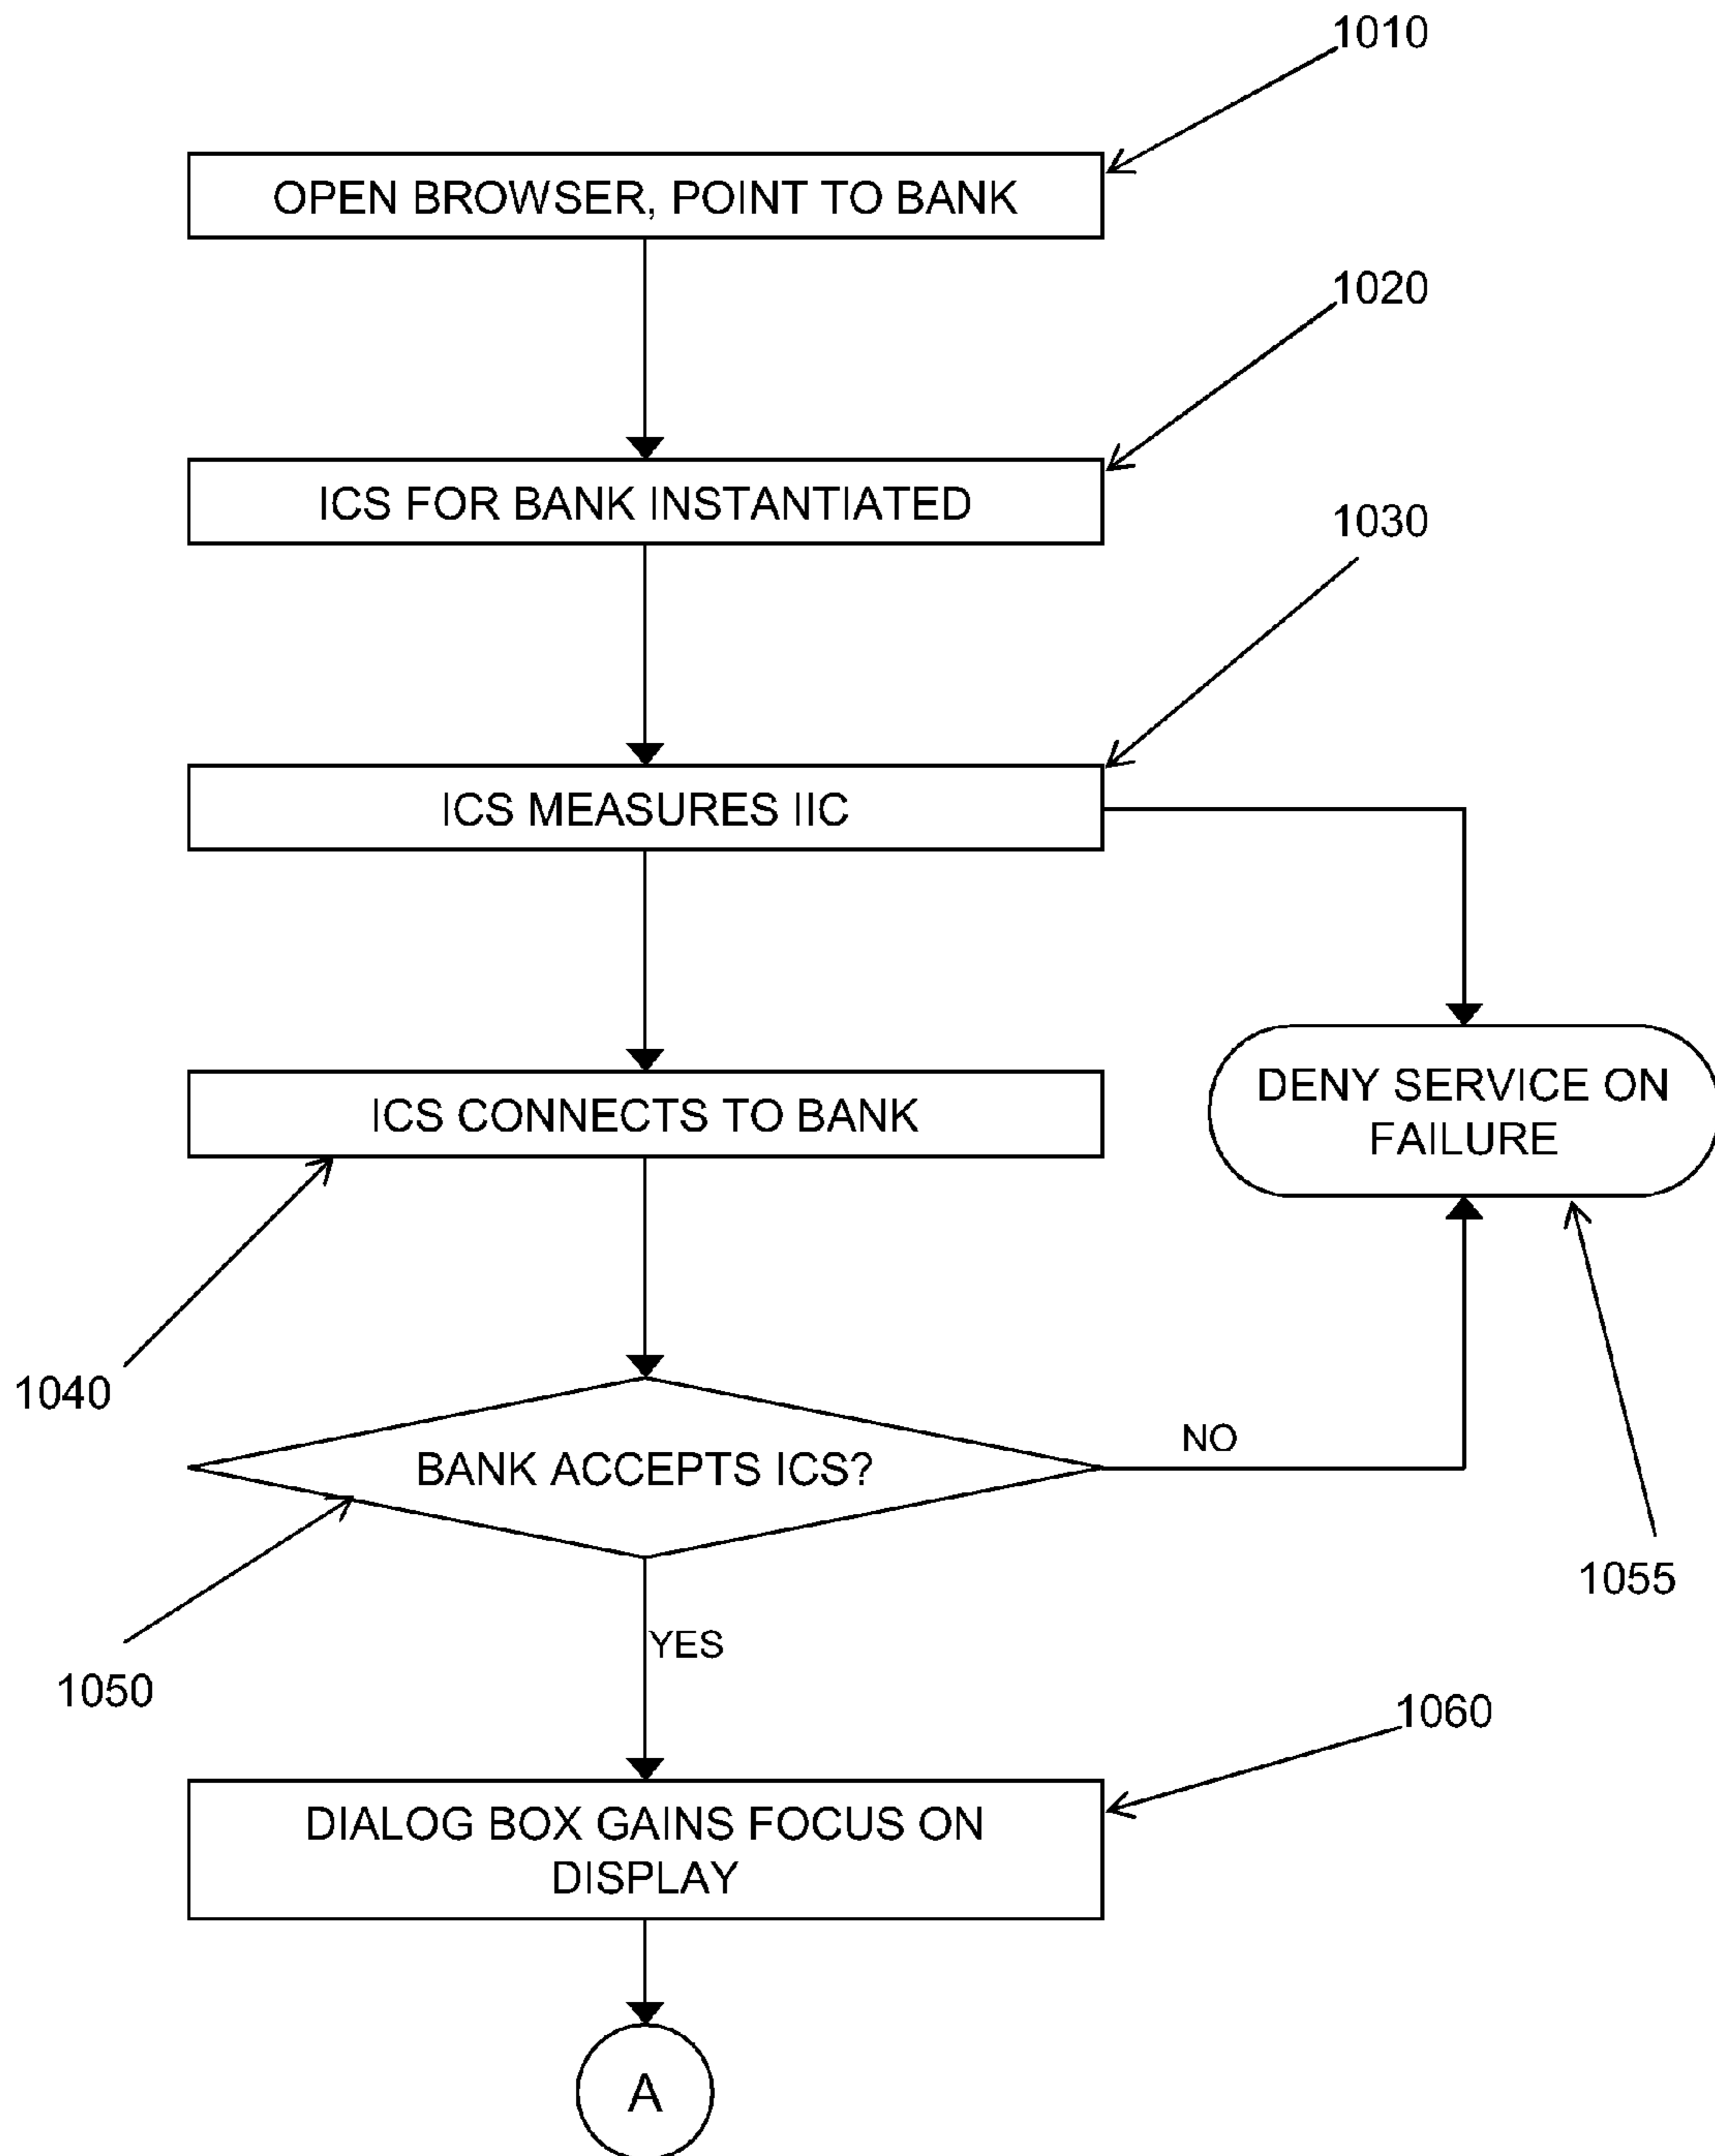 1010
OPEN BROWSER, POINT TO BANK
1020
ICS FOR BANK INSTANTIATED
1030
ICS MEASURES IIC
ICS CONNECTS TO BANK
DENY SERVICE ON
FAILURE
1040
BANK ACCEPTS ICS?
NO
1055
YES
1050
1060
DIALOG BOX GAINS FOCUS ON
DISPLAY
A